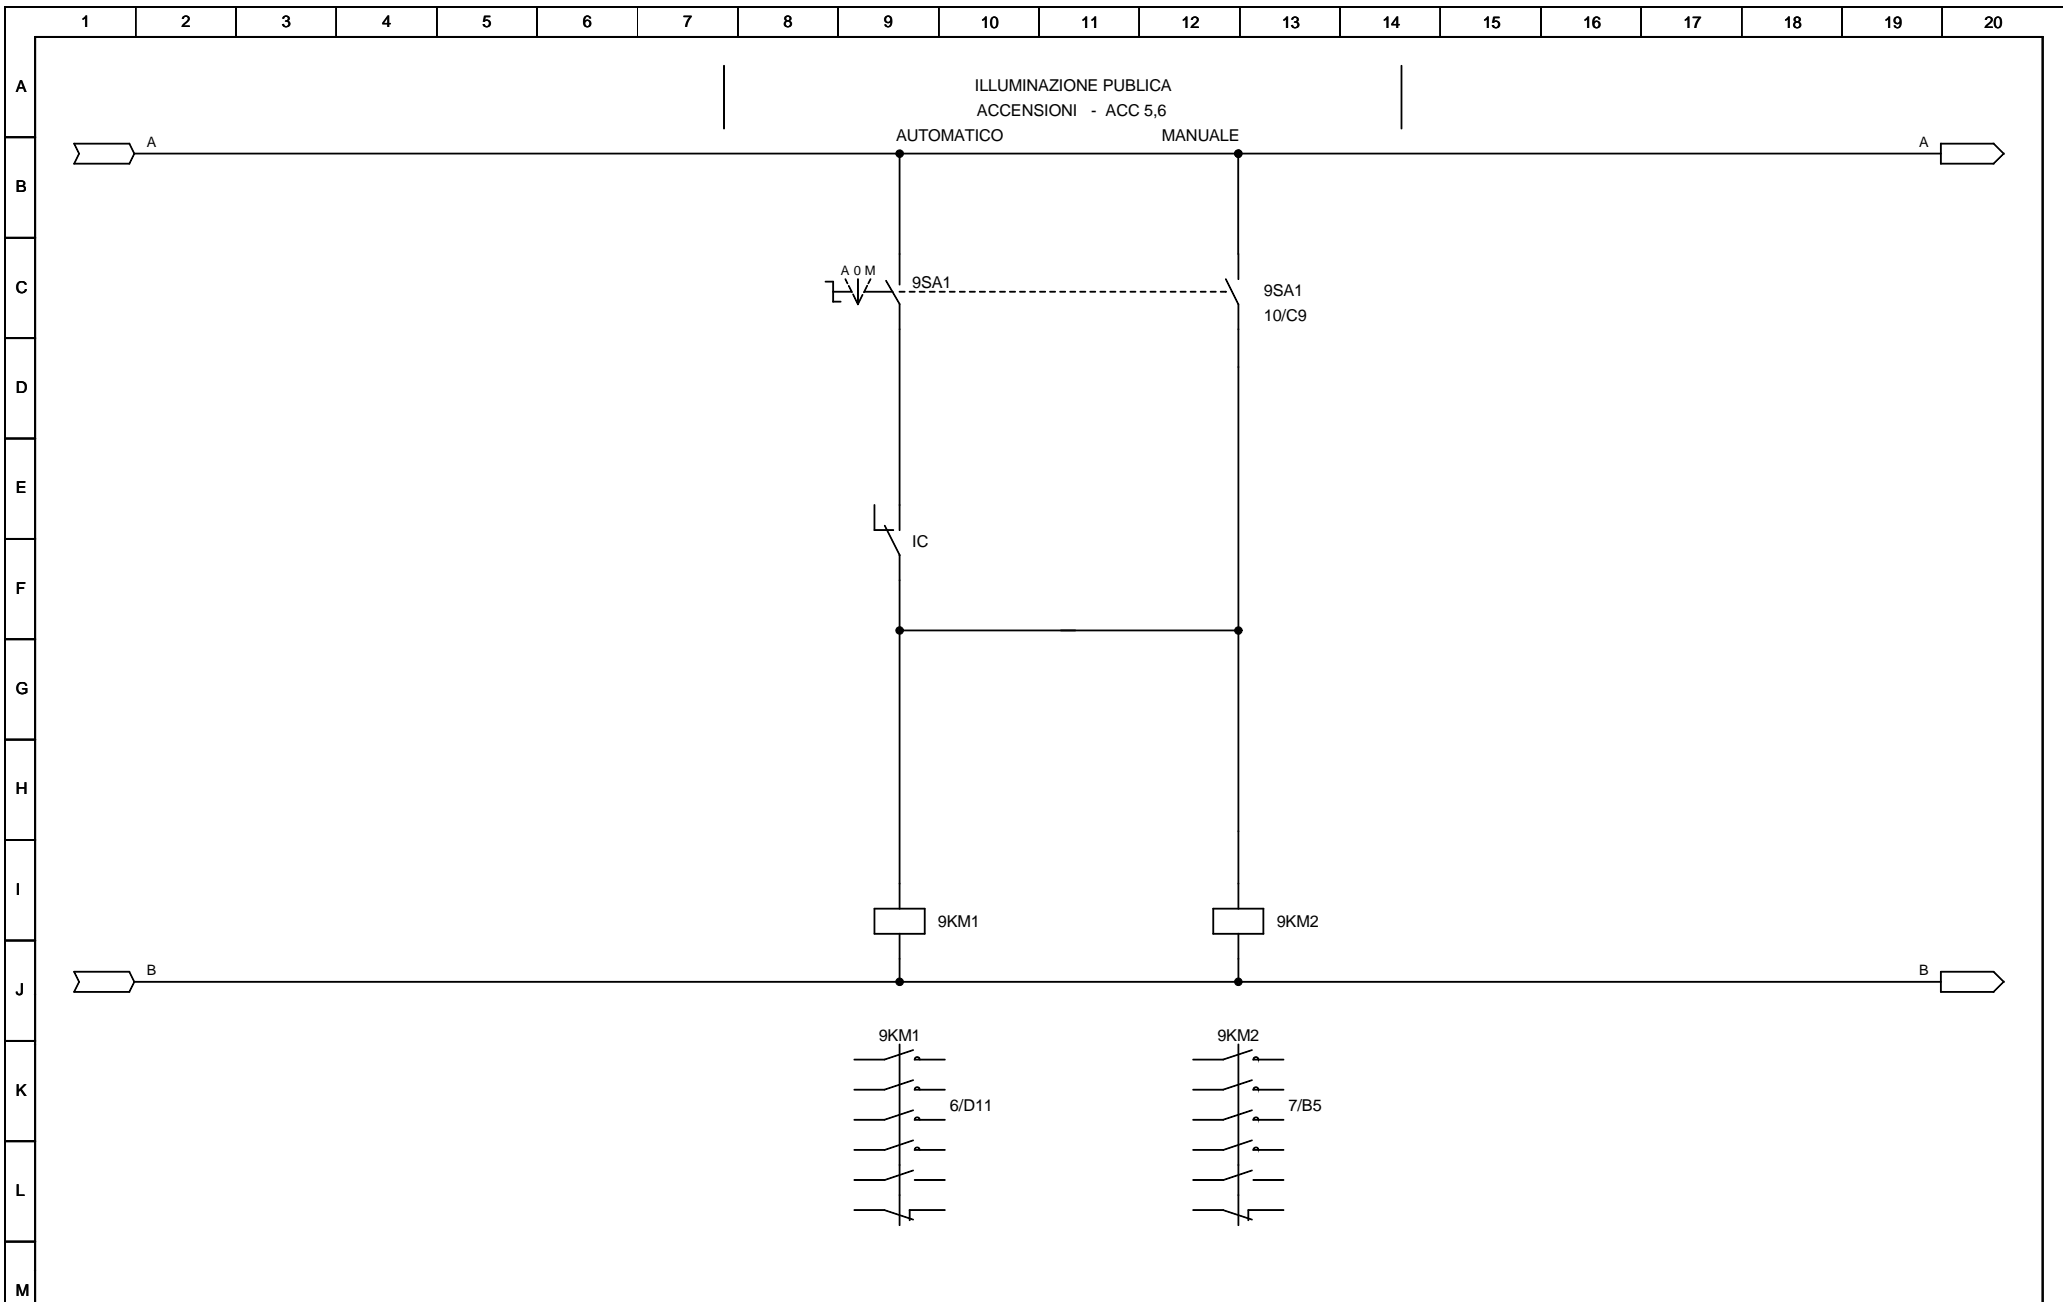 1 2 3 4 5 6 7 8 9 10 11 12 13 14 15 16 17 18 19 20
A
ILLUMINAZIONE PUBLICA
ACCENSIONI - ACC 5,6
AUTOMATICO MANUALE
A A
B
A 0 M
C
9SA1 9SA1
10/C9
D
E
IC
F
G
H
I
9KM1 9KM2
B B
J
9KM1 9KM2
K
6/D11 7/B5
L
M